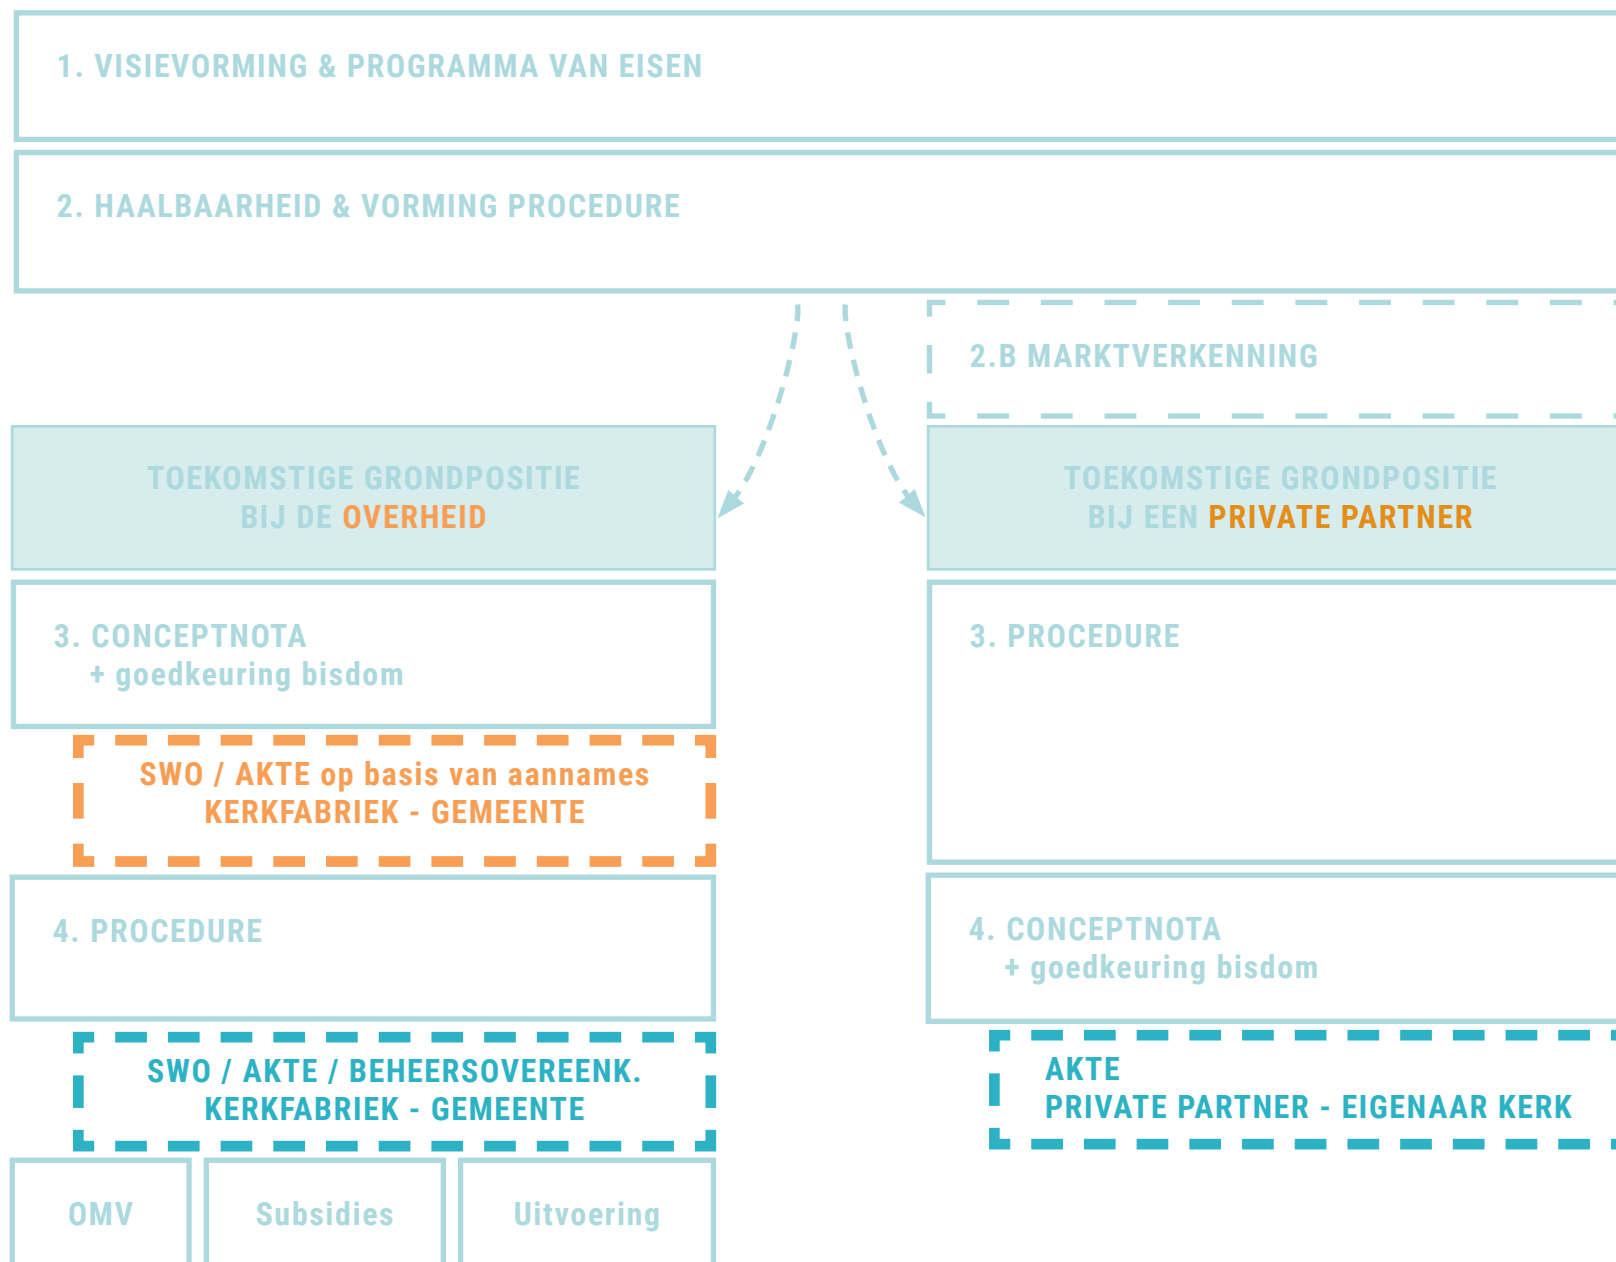 1. VISIEVORMING & PROGRAMMA VAN EISEN
2. HAALBAARHEID & VORMING PROCEDURE
2.B MARKTVERKENNING
TOEKOMSTIGE GRONDPOSITIE
BIJ DE OVERHEID
3. CONCEPTNOTA
+ goedkeuring bisdom
SWO / AKTE op basis van aannames
KERKFABRIEK - GEMEENTE
4. PROCEDURE
SWO / AKTE / BEHEERSOVEREENK.
KERKFABRIEK - GEMEENTE
OMV
Subsidies
Uitvoering
TOEKOMSTIGE GRONDPOSITIE
BIJ EEN PRIVATE PARTNER
3. PROCEDURE
4. CONCEPTNOTA
+ goedkeuring bisdom
AKTE
PRIVATE PARTNER - EIGENAAR KERK